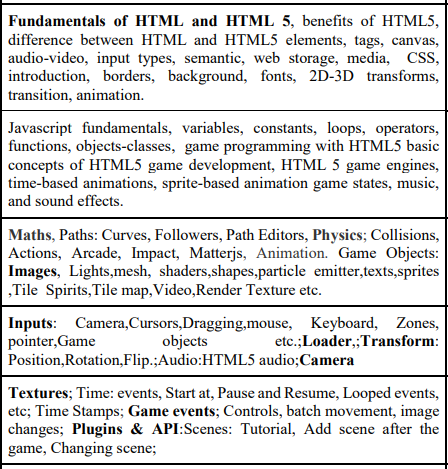 Fundamentals of HTML and HTML 5, benefits of HTML5,
difference between HTML and HTML5 elements, tags, canvas,
audio-video, input types, semantic, web storage, media, CSS,
introduction, borders, background, fonts, 2D-3D transforms,
transition, animation.
Javascript fundamentals, variables, constants, loops, operators,
functions, objects-classes, game programming with HTML5 basic
concepts of HTML5 game development, HTML 5 game engines,
time-based animations, sprite-based animation game states, music,
and sound effects.
Maths, Paths: Curves, Followers, Path Editors, Physics; Collisions,
Actions, Arcade, Impact, Matterjs, Animation. Game Objects:
Images, Lights,mesh, shaders,shapes,particle emitter,texts,sprites
,Tile Spirits,Tile map,Video,Render Texture etc.
Inputs: Camera,Cursors,Dragging,mouse, Keyboard, Zones,
pointer,Game objects etc.;Loader,;Transform:
Position,Rotation,Flip.;Audio:HTML5 audio;Camera
Textures; Time: events, Start at, Pause and Resume, Looped events,
etc; Time Stamps; Game events; Controls, batch movement, image
changes; Plugins & API:Scenes: Tutorial, Add scene after the
game, Changing scene;